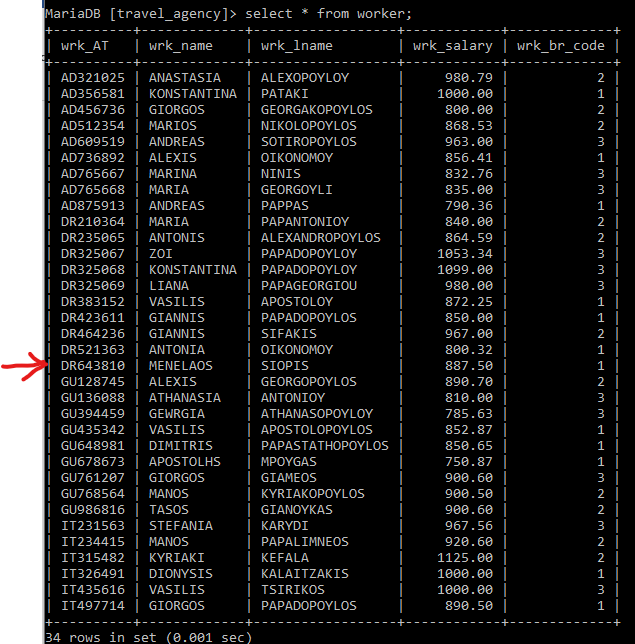 MariaDB [travel_agency]> select * from worker;
+----------+-------------+----------------+------------+-------------+
| wrk_AT | wrk_name | wrk_lname | wrk_salary | wrk_br_code |
+----------+-------------+----------------+------------+-------------+
| AD321025 | ANASTASIA | ALEXOPOYLOY | 980.79 | 2 |
| AD356581 | KONSTANTINA | PATAKI | 1000.00 | 1 |
| AD456736 | GIORGOS | GEORGAKOPOYLOS | 800.00 | 2 |
| AD512354 | MARIOS | NIKOLOPOYLOS | 868.53 | 2 |
| AD609519 | ANDREAS | SOTIROPOYLOS | 963.00 | 3 |
| AD736892 | ALEXIS | OIKONOMOY | 856.41 | 1 |
| AD765667 | MARINA | NINIS | 832.76 | 3 |
| AD765668 | MARIA | GEORGOYLI | 835.00 | 3 |
| AD875913 | ANDREAS | PAPPAS | 790.36 | 1 |
| DR210364 | MARIA | PAPANTONIOY | 840.00 | 2 |
| DR235065 | ANTONIS | ALEXANDROPOYLOS | 864.59 | 2 |
| DR325067 | ZOI | PAPADOPOYLOY | 1053.34 | 3 |
| DR325068 | KONSTANTINA | PAPADOPOYLOY | 1099.00 | 3 |
| DR325069 | LIANA | PAPAGEORGIOU | 980.00 | 3 |
| DR383152 | VASILIS | APOSTOLOY | 872.25 | 1 |
| DR423611 | GIANNIS | PAPADOPOYLOS | 850.00 | 1 |
| DR464236 | GIANNIS | SIFAKIS | 967.00 | 2 |
| DR521363 | ANTONIA | OIKONOMOY | 800.32 | 1 |
| DR643810 | MENELAOS | SIOPIS | 887.50 | 1 |
| GU128745 | ALEXIS | GEORGOPOYLOS | 890.70 | 2 |
| GU136088 | ATHANASIA | ANTONIOY | 810.00 | 3 |
| GU394459 | GEWRGIA | ATHANASOPOYLOY | 785.63 | 3 |
| GU435342 | VASILIS | APOSTOLOPOYLOS | 852.87 | 1 |
| GU648981 | DIMITRIS | PAPASTATHOPOYLOS | 850.65 | 1 |
| GU678673 | APOSTOLHS | MPOYGAS | 750.87 | 1 |
| GU761207 | GIORGOS | GIAMEOS | 900.60 | 3 |
| GU768564 | MANOS | KYRIAKOPOYLOS | 900.50 | 2 |
| GU986816 | TASOS | GIANOYKAS | 900.60 | 2 |
| IT231563 | STEFANIA | KARYDI | 967.56 | 3 |
| IT234415 | MANOS | PAPALIMNEOS | 920.60 | 2 |
| IT315482 | KYRIAKI | KEFALA | 1125.00 | 2 |
| IT326491 | DIONYSIS | KALAITZAKIS | 1000.00 | 1 |
| IT435616 | VASILIS | TSIRIKOS | 1000.00 | 3 |
| IT497714 | GIORGOS | PAPADOPOYLOS | 890.50 | 1 |
+----------+-------------+----------------+------------+-------------+
34 rows in set (0.001 sec)